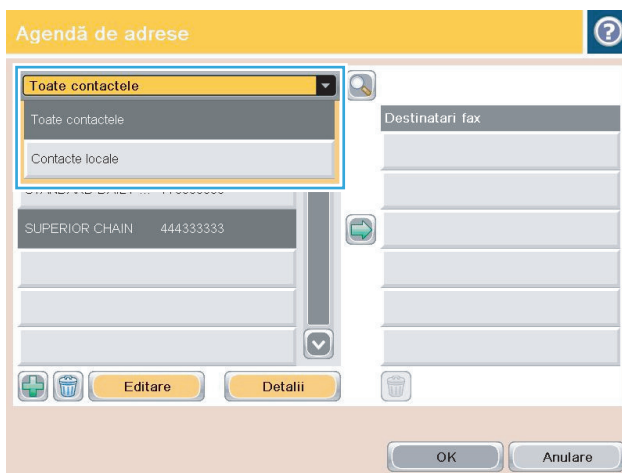 Agendă de adrese
?
Toate contactele
Toate contactele
Contacte locale
Destinatari fax
SUPERIOR CHAIN 444333333
Editare
Detalii
OK
Anulare